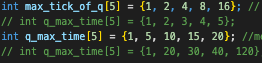 int max_tick_of_q[5] = {1, 2, 4, 8, 16}; //
// int q_max_time[5] = {1, 2, 3, 4, 5};
int q_max_time[5] = {1, 5, 10, 15, 20}; //mo
// int q_max_time[5] = {1, 20, 30, 40, 120}